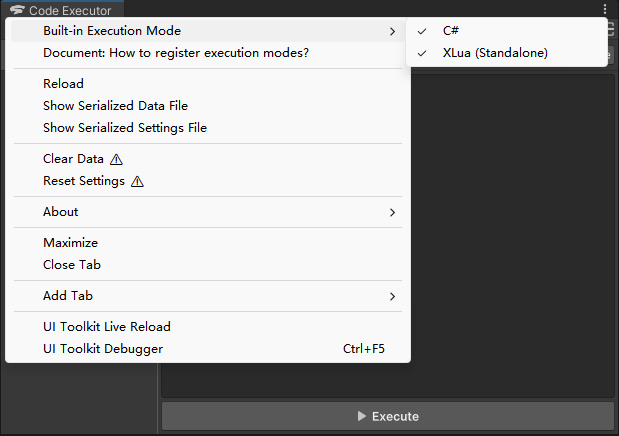 Code Executor
Built-in Execution Mode
C#
Document: How to register execution modes?
XLua (Standalone)
Reload
Show Serialized Data File
Show Serialized Settings File
Clear Data ⚠
Reset Settings ⚠
About
Maximize
Close Tab
Add Tab
UI Toolkit Live Reload
UI Toolkit Debugger Ctrl+F5
Execute